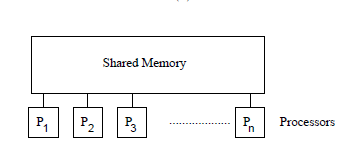 Shared Memory
P1 P2 P3 .................... Pn Processors